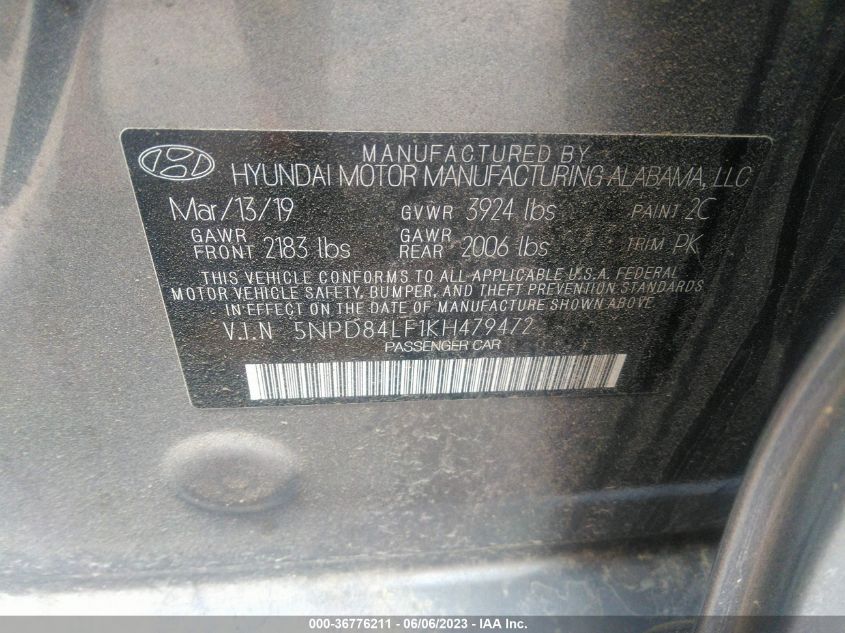 MANUFACTURED BY
HYUNDAI MOTOR MANUFACTURING ALABAMA, LLC
Mar/13/19 GVWR 3924 lbs PAINT 2C
GAWR FRONT 2183 lbs GAWR REAR 2006 lbs TRIM PK
THIS VEHICLE CONFORMS TO ALL APPLICABLE U.S.A. FEDERAL
MOTOR VEHICLE SAFETY, BUMPER, AND THEFT PREVENTION STANDARDS
IN EFFECT ON THE DATE OF MANUFACTURE SHOWN ABOVE
V.I.N 5NPD84LF1KH479472
PASSENGER CAR
000-36776211 - 06/06/2023 - IAA Inc.